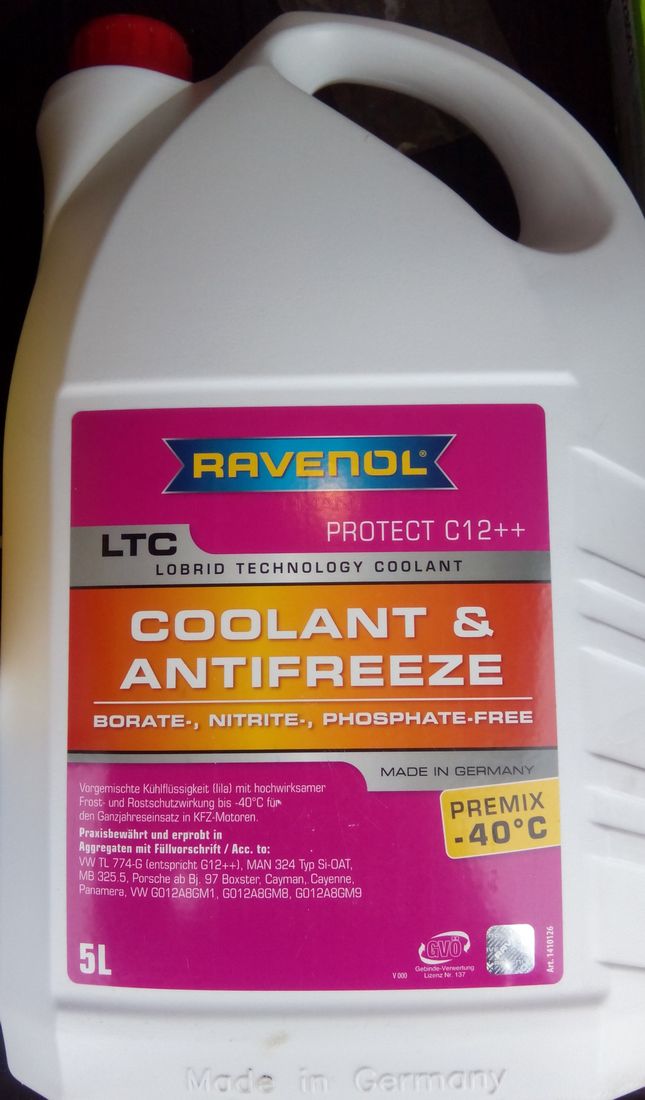 RAVENOL®
LTC
PROTECT C12++
LOBRID TECHNOLOGY COOLANT
COOLANT &
ANTIFREEZE
BORATE-, NITRITE-, PHOSPHATE-FREE
MADE IN GERMANY
Vorgemischte Kühlflüssigkeit (lila) mit hochwirksamer
Frost- und Rostschutzwirkung bis -40°C für
den Ganzjahreseinsatz in KFZ-Motoren.
Praxisbewährt und erprobt in
Aggregaten mit Füllvorschrift / Acc. to:
VW TL 774-G (entspricht G12++), MAN 324 Typ Si-OAT,
MB 325.5, Porsche ab Bj. 97 Boxster, Cayman, Cayenne,
Panamera, VW G012A8GM1, G012A8GM8, G012A8GM9
PREMIX
-40°C
5L
V 000
GVÖ
Gebinde-Verwertung
Lizenz Nr. 137
Art. 1410126
Made in Germany